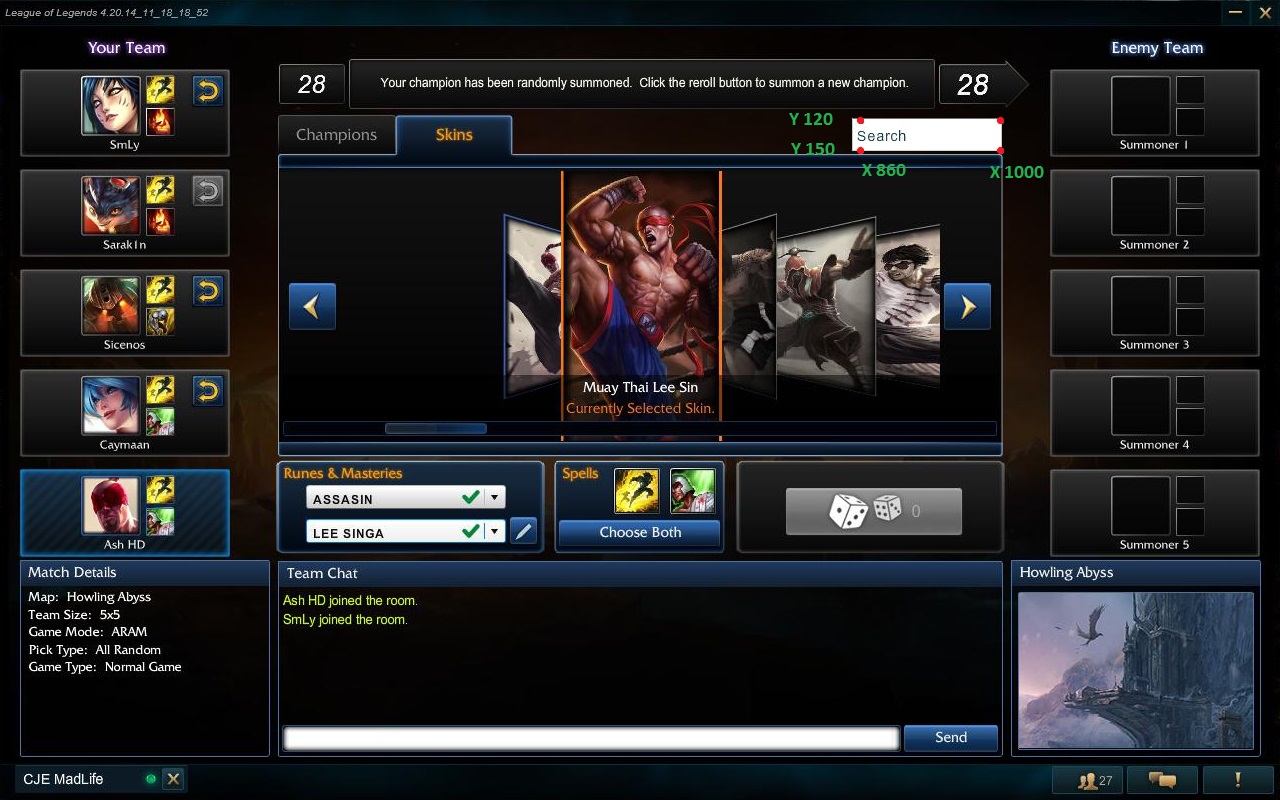 League of Legends 4.20.14_11_18_18_52
Your Team
Enemy Team
28
Your champion has been randomly summoned.  Click the reroll button to summon a new champion.
28
Champions
Skins
Y 120
Search
Y 150
X 860
X 1000
SmLy
Sarak1n
Sicenos
Caymaan
Ash HD
Summoner 1
Summoner 2
Summoner 3
Summoner 4
Summoner 5
Muay Thai Lee Sin
Currently Selected Skin.
Runes & Masteries
ASSASIN
LEE SINGA
Spells
Choose Both
0
Match Details
Map:  Howling Abyss
Team Size:  5x5
Game Mode:  ARAM
Pick Type:  All Random
Game Type:  Normal Game
Team Chat
Ash HD joined the room.
SmLy joined the room.
Send
Howling Abyss
CJE MadLife
27
!